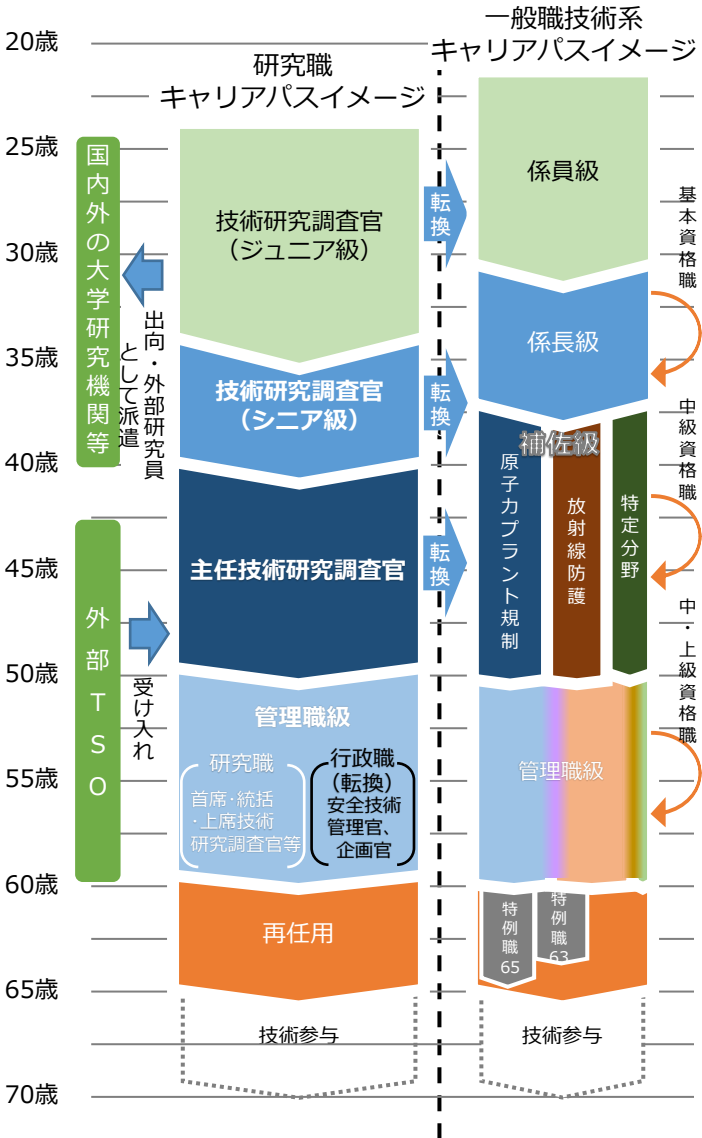 一般職技術系
キャリアパスイメージ
研究職
キャリアパスイメージ
20歳
25歳
30歳
35歳
40歳
45歳
50歳
55歳
60歳
65歳
70歳
国内外の大学研究機関等
出向・外部研究員
として派遣
外部TSO
受け入れ
技術研究調査官
（ジュニア級）
技術研究調査官
（シニア級）
主任技術研究調査官
管理職級
研究職
首席・統括
・上席技術
研究調査官等
行政職
（転換）
安全技術
管理官、
企画官
再任用
技術参与
転換
転換
転換
係員級
係長級
補佐級
原子力プラント規制
放射線防護
特定分野
管理職級
特例職
65
特例職
63
技術参与
基本資格職
中級資格職
中・上級資格職